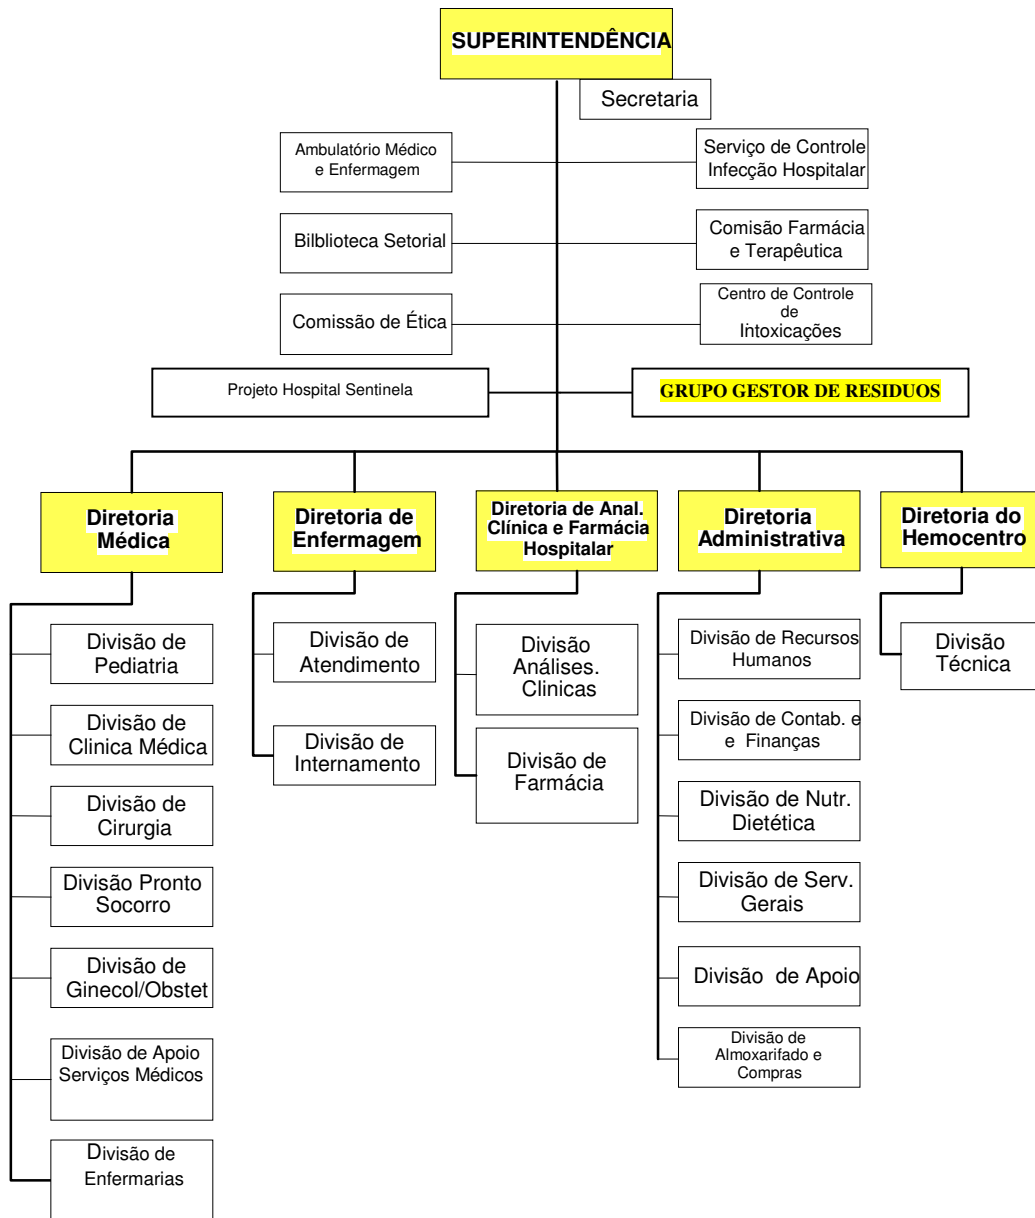 SUPERINTENDÊNCIA
Secretaria
Ambulatório Médico
e Enfermagem
Serviço de Controle
Infecção Hospitalar
Bilblioteca Setorial
Comisão Farmácia
e Terapêutica
Comissão de Ética
Centro de Controle
de
Intoxicações
Projeto Hospital Sentinela
GRUPO GESTOR DE RESIDUOS
Diretoria
Médica
Diretoria de
Enfermagem
Diretoria de Anal.
Clínica e Farmácia
Hospitalar
Diretoria
Administrativa
Diretoria do
Hemocentro
Divisão de
Pediatria
Divisão de
Clinica Médica
Divisão de
Cirurgia
Divisão Pronto
Socorro
Divisão de
Ginecol/Obstet
Divisão de Apoio
Serviços Médicos
Divisão de
Enfermarias
Divisão de
Atendimento
Divisão de
Internamento
Divisão
Análises.
Clinicas
Divisão de
Farmácia
Divisão de Recursos
Humanos
Divisão de Contab. e
e Finanças
Divisão de Nutr.
Dietética
Divisão de Serv.
Gerais
Divisão de Apoio
Divisão de
Almoxarifado e
Compras
Divisão
Técnica